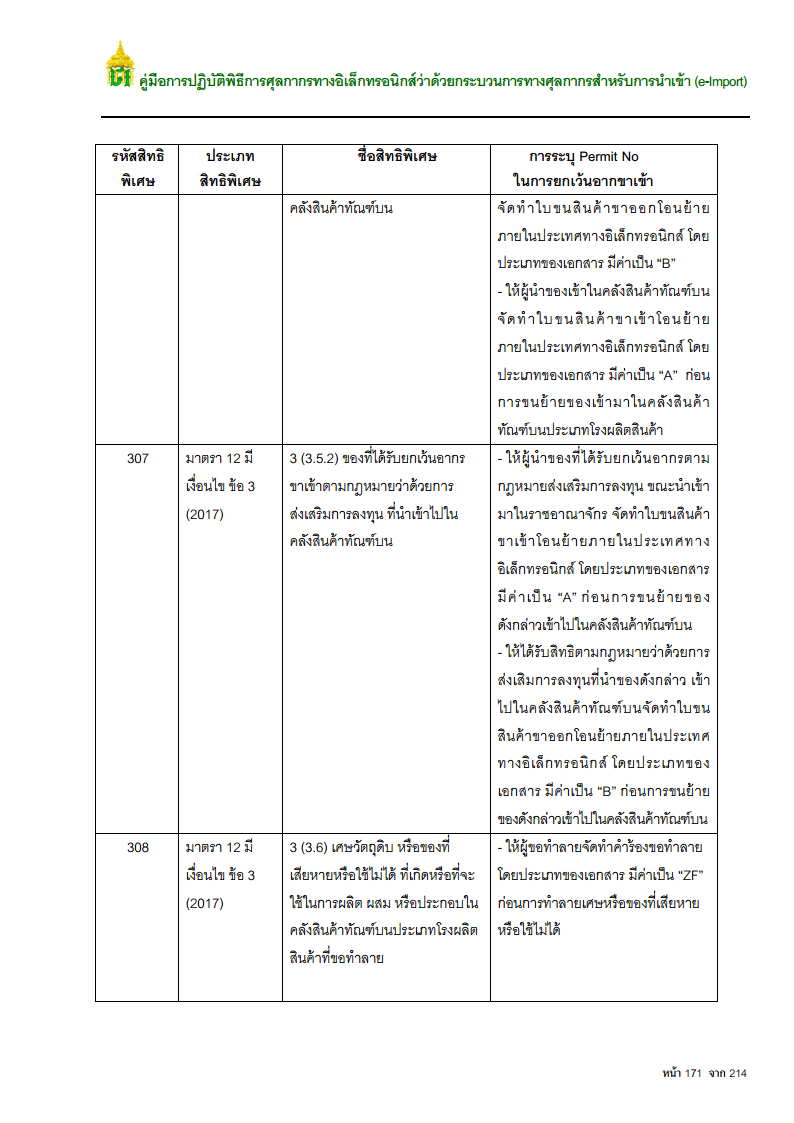 คู่มือการปฏิบัติพิธีการศุลกากรทางอิเล็กทรอนิกส์ว่าด้วยกระบวนการทางศุลกากรสำหรับการนำเข้า (e-Import)
รหัสสิทธิ
พิเศษ
ประเภท
สิทธิพิเศษ
ชื่อสิทธิพิเศษ
การระบุ Permit No
ในการยกเว้นอากขาเข้า
คลังสินค้าทัณฑ์บน
จัดทำใบขนสินค้าขาออกโอนย้าย
ภายในประเทศทางอิเล็กทรอนิกส์ โดย
ประเภทของเอกสาร มีค่าเป็น “B”
- ให้ผู้นำของเข้าในคลังสินค้าทัณฑ์บน
จัดทำใบขนสินค้าขาเข้าโอนย้าย
ภายในประเทศทางอิเล็กทรอนิกส์ โดย
ประเภทของเอกสาร มีค่าเป็น “A” ก่อน
การขนย้ายของเข้ามาในคลังสินค้า
ทัณฑ์บนประเภทโรงผลิตสินค้า
307
มาตรา 12 มี
เงื่อนไข ข้อ 3
(2017)
3 (3.5.2) ของที่ได้รับยกเว้นอากร
ขาเข้าตามกฎหมายว่าด้วยการ
ส่งเสริมการลงทุน ที่นำเข้าไปใน
คลังสินค้าทัณฑ์บน
- ให้ผู้นำของที่ได้รับยกเว้นอากรตาม
กฎหมายส่งเสริมการลงทุน ขณะนำเข้า
มาในราชอาณาจักร จัดทำใบขนสินค้า
ขาเข้าโอนย้ายภายในประเทศทาง
อิเล็กทรอนิกส์ โดยประเภทของเอกสาร
มีค่าเป็น “A” ก่อนการขนย้ายของ
ดังกล่าวเข้าไปในคลังสินค้าทัณฑ์บน
- ให้ได้รับสิทธิตามกฎหมายว่าด้วยการ
ส่งเสิมการลงทุนที่นำของดังกล่าว เข้า
ไปในคลังสินค้าทัณฑ์บนจัดทำใบขน
สินค้าขาออกโอนย้ายภายในประเทศ
ทางอิเล็กทรอนิกส์ โดยประเภทของ
เอกสาร มีค่าเป็น “B” ก่อนการขนย้าย
ของดังกล่าวเข้าไปในคลังสินค้าทัณฑ์บน
308
มาตรา 12 มี
เงื่อนไข ข้อ 3
(2017)
3 (3.6) เศษวัตถุดิบ หรือของที่
เสียหายหรือใช้ไม่ได้ ที่เกิดหรือที่จะ
ใช้ในการผลิต ผสม หรือประกอบใน
คลังสินค้าทัณฑ์บนประเภทโรงผลิต
สินค้าที่ขอทำลาย
- ให้ผู้ขอทำลายจัดทำคำร้องขอทำลาย
โดยประเภทของเอกสาร มีค่าเป็น “ZF”
ก่อนการทำลายเศษหรือของที่เสียหาย
หรือใช้ไม่ได้
หน้า 171 จาก 214